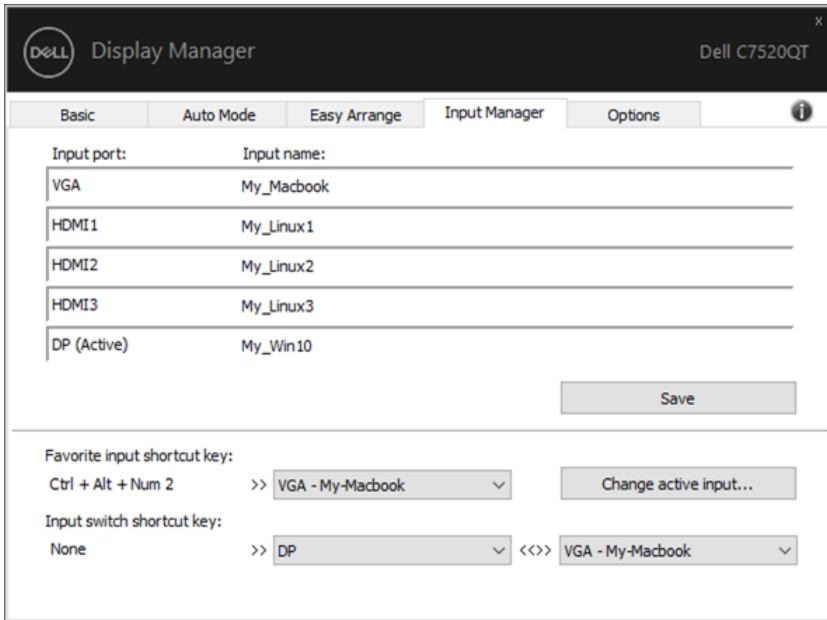 x
DELL Display Manager Dell C7520QT
Basic Auto Mode Easy Arrange Input Manager Options i
Input port: Input name:
VGA My_Macbook
HDMI1 My_Linux1
HDMI2 My_Linux2
HDMI3 My_Linux3
DP (Active) My_Win10
Save
Favorite input shortcut key:
Ctrl + Alt + Num 2 >> VGA - My-Macbook Change active input...
Input switch shortcut key:
None >> DP <<>> VGA - My-Macbook